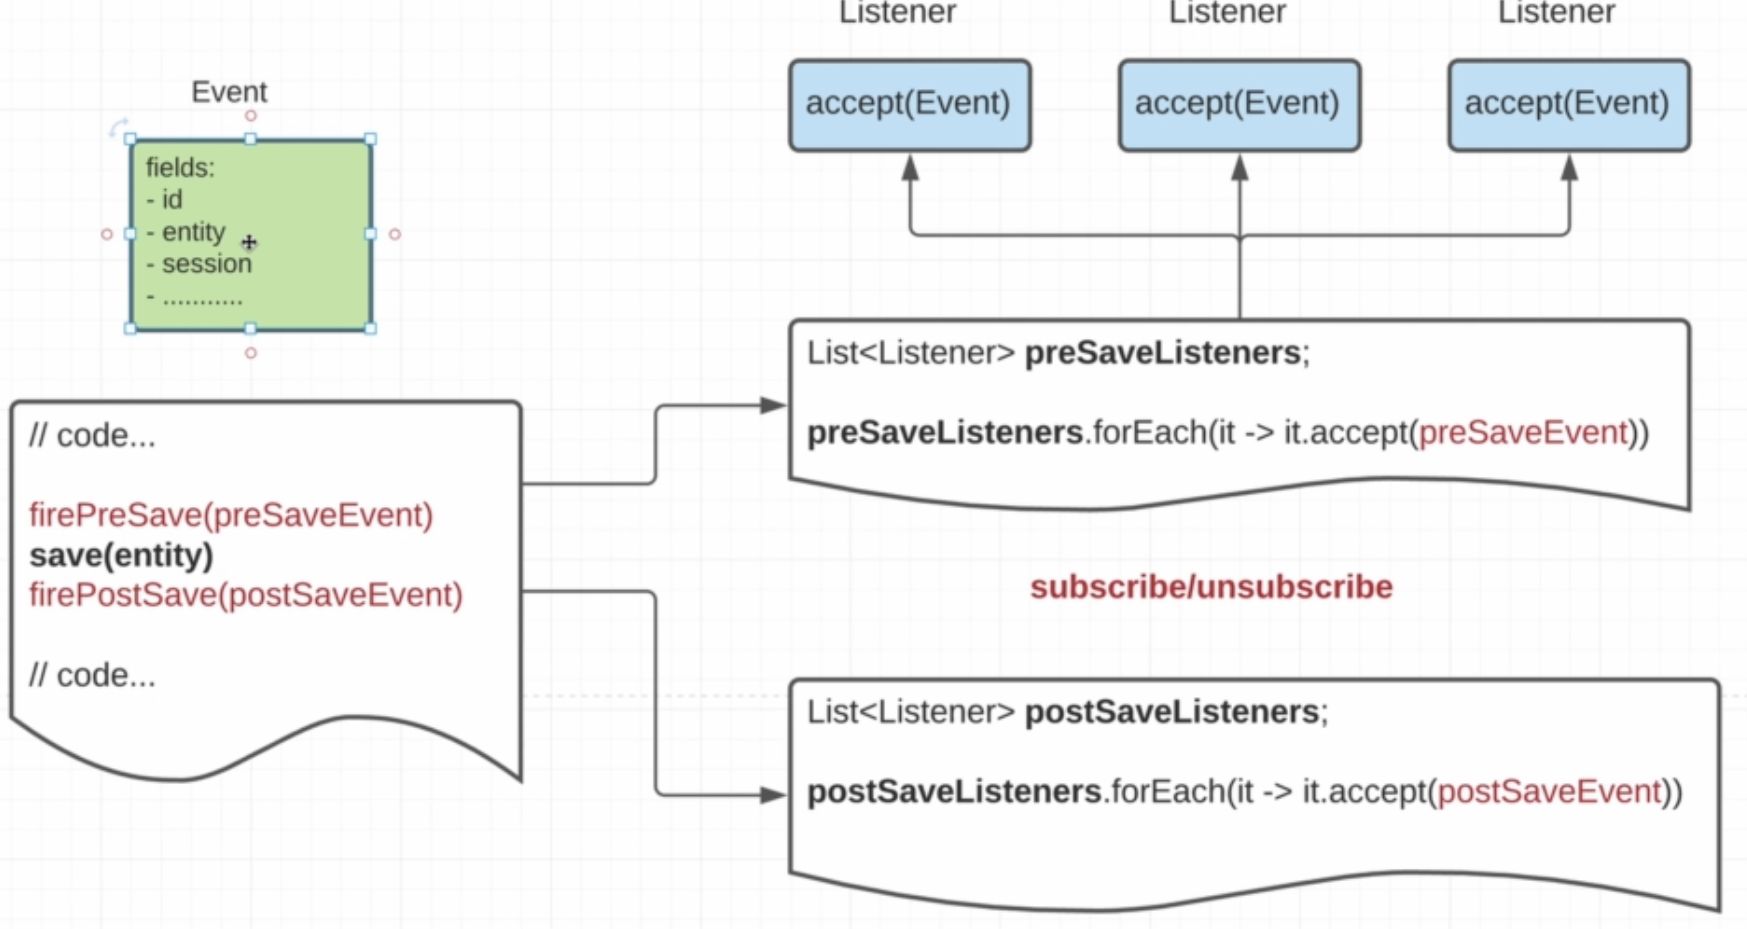 Listener
Listener
Listener
Event
accept(Event)
accept(Event)
accept(Event)
fields:
- id
- entity
- session
- ...........
List<Listener> preSaveListeners;
preSaveListeners.forEach(it -> it.accept(preSaveEvent))
// code...
firePreSave(preSaveEvent)
save(entity)
firePostSave(postSaveEvent)
// code...
subscribe/unsubscribe
List<Listener> postSaveListeners;
postSaveListeners.forEach(it -> it.accept(postSaveEvent))